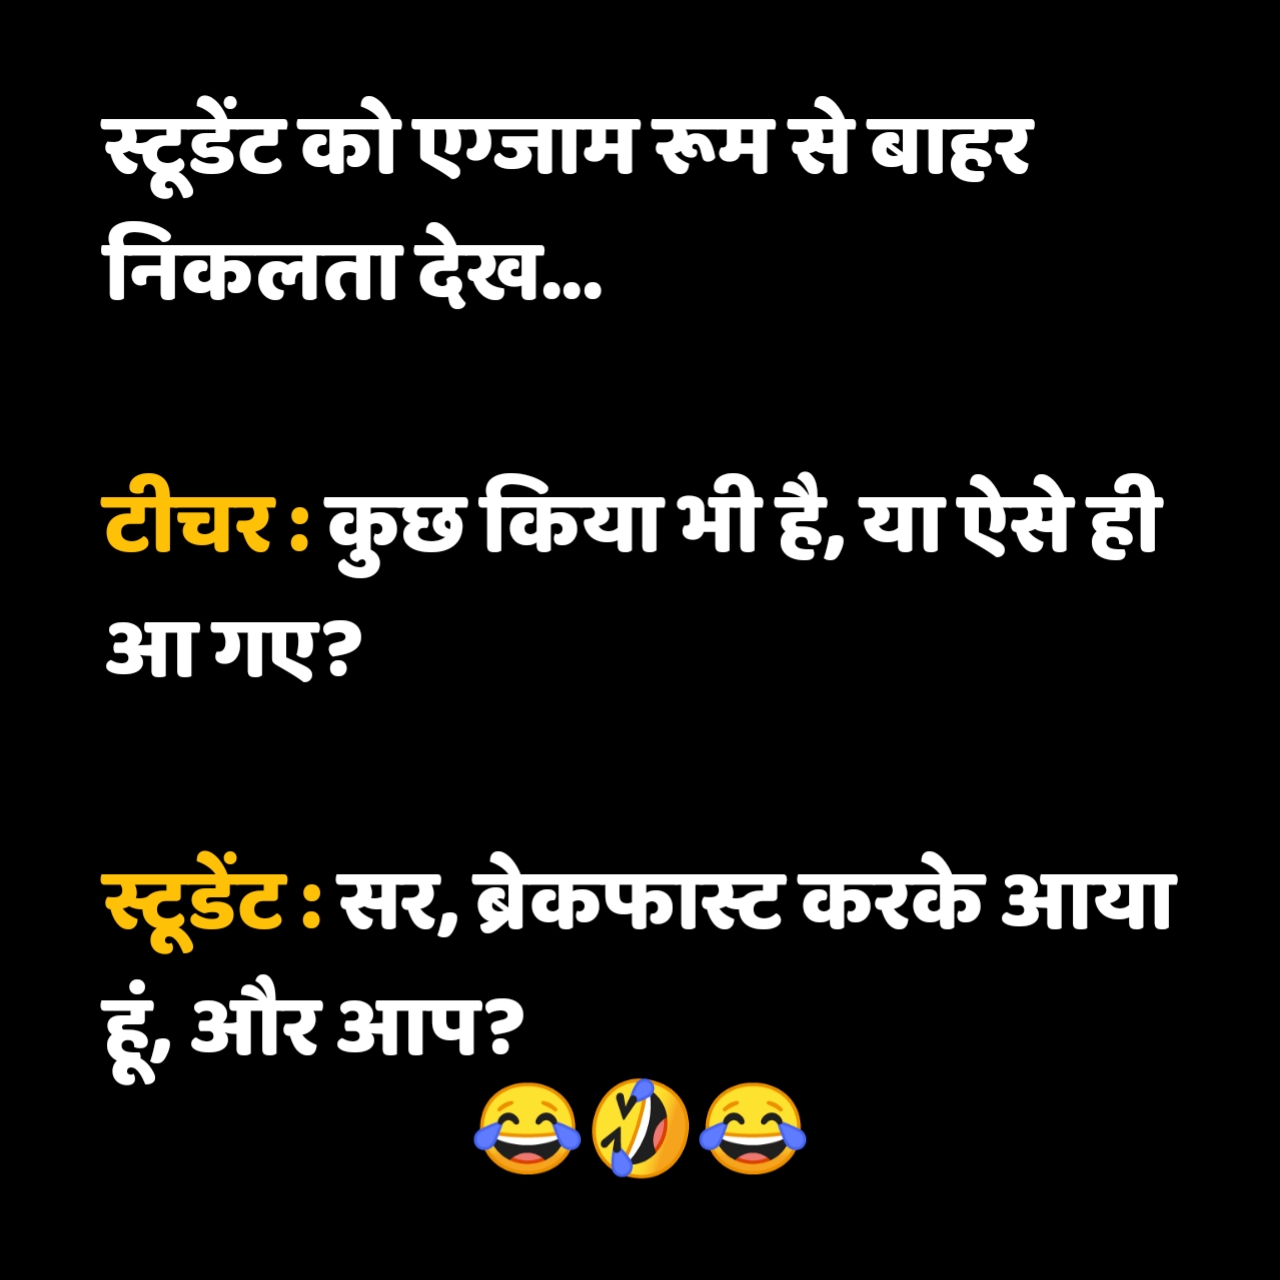 स्टूडेंट को एग्जाम रूम से बाहर
निकलता देख...
टीचर : कुछ किया भी है, या ऐसे ही
आ गए?
स्टूडेंट : सर, ब्रेकफास्ट करके आया
हूं, और आप?
😂🤣😂